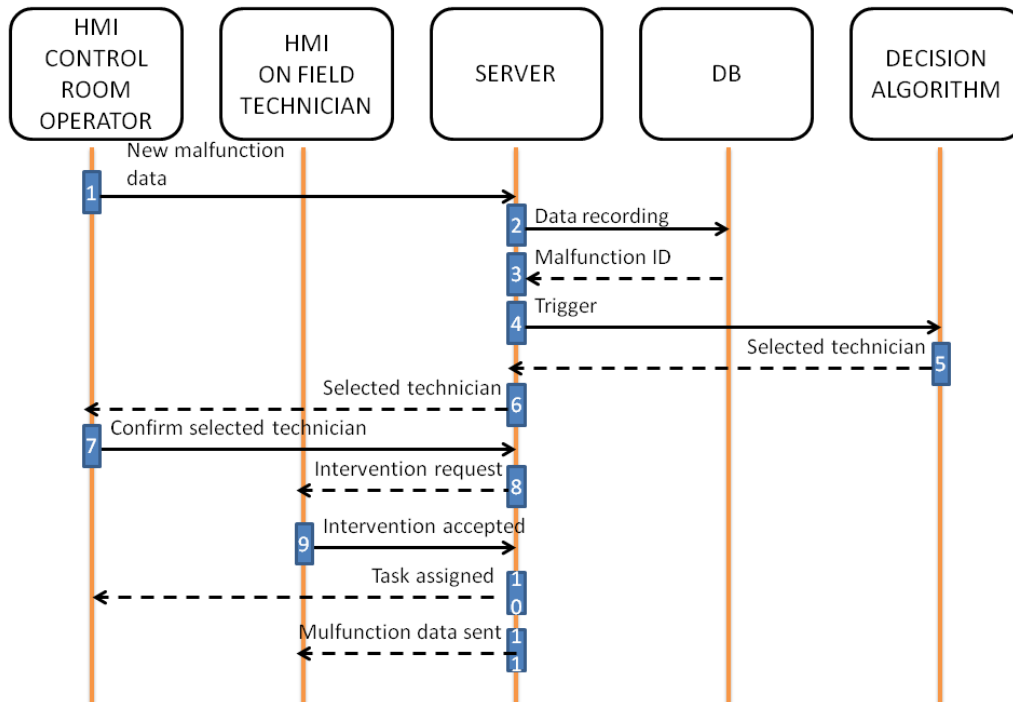 HMI
CONTROL
ROOM
OPERATOR
HMI
ON FIELD
TECHNICIAN
SERVER
DB
DECISION
ALGORITHM
New malfunction
data
1
2
Data recording
Malfunction ID
3
4
Trigger
Selected technician
5
Selected technician
6
7
Confirm selected technician
Intervention request
8
9
Intervention accepted
Task assigned
1
0
Mulfunction data sent
1
1